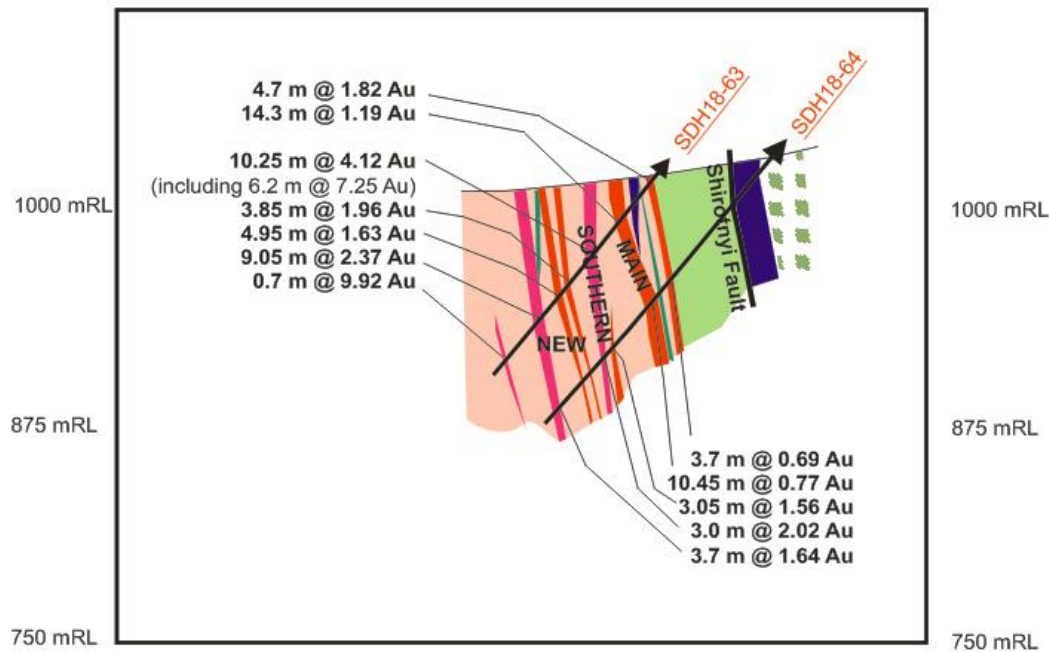 4.7 m @ 1.82 Au
14.3 m @ 1.19 Au
10.25 m @ 4.12 Au
(including 6.2 m @ 7.25 Au)
3.85 m @ 1.96 Au
4.95 m @ 1.63 Au
9.05 m @ 2.37 Au
0.7 m @ 9.92 Au
SDH18-63
SDH18-64
1000 mRL
1000 mRL
Shirotnyi Fault
MAIN
SOUTHERN
NEW
875 mRL
875 mRL
3.7 m @ 0.69 Au
10.45 m @ 0.77 Au
3.05 m @ 1.56 Au
3.0 m @ 2.02 Au
3.7 m @ 1.64 Au
750 mRL
750 mRL